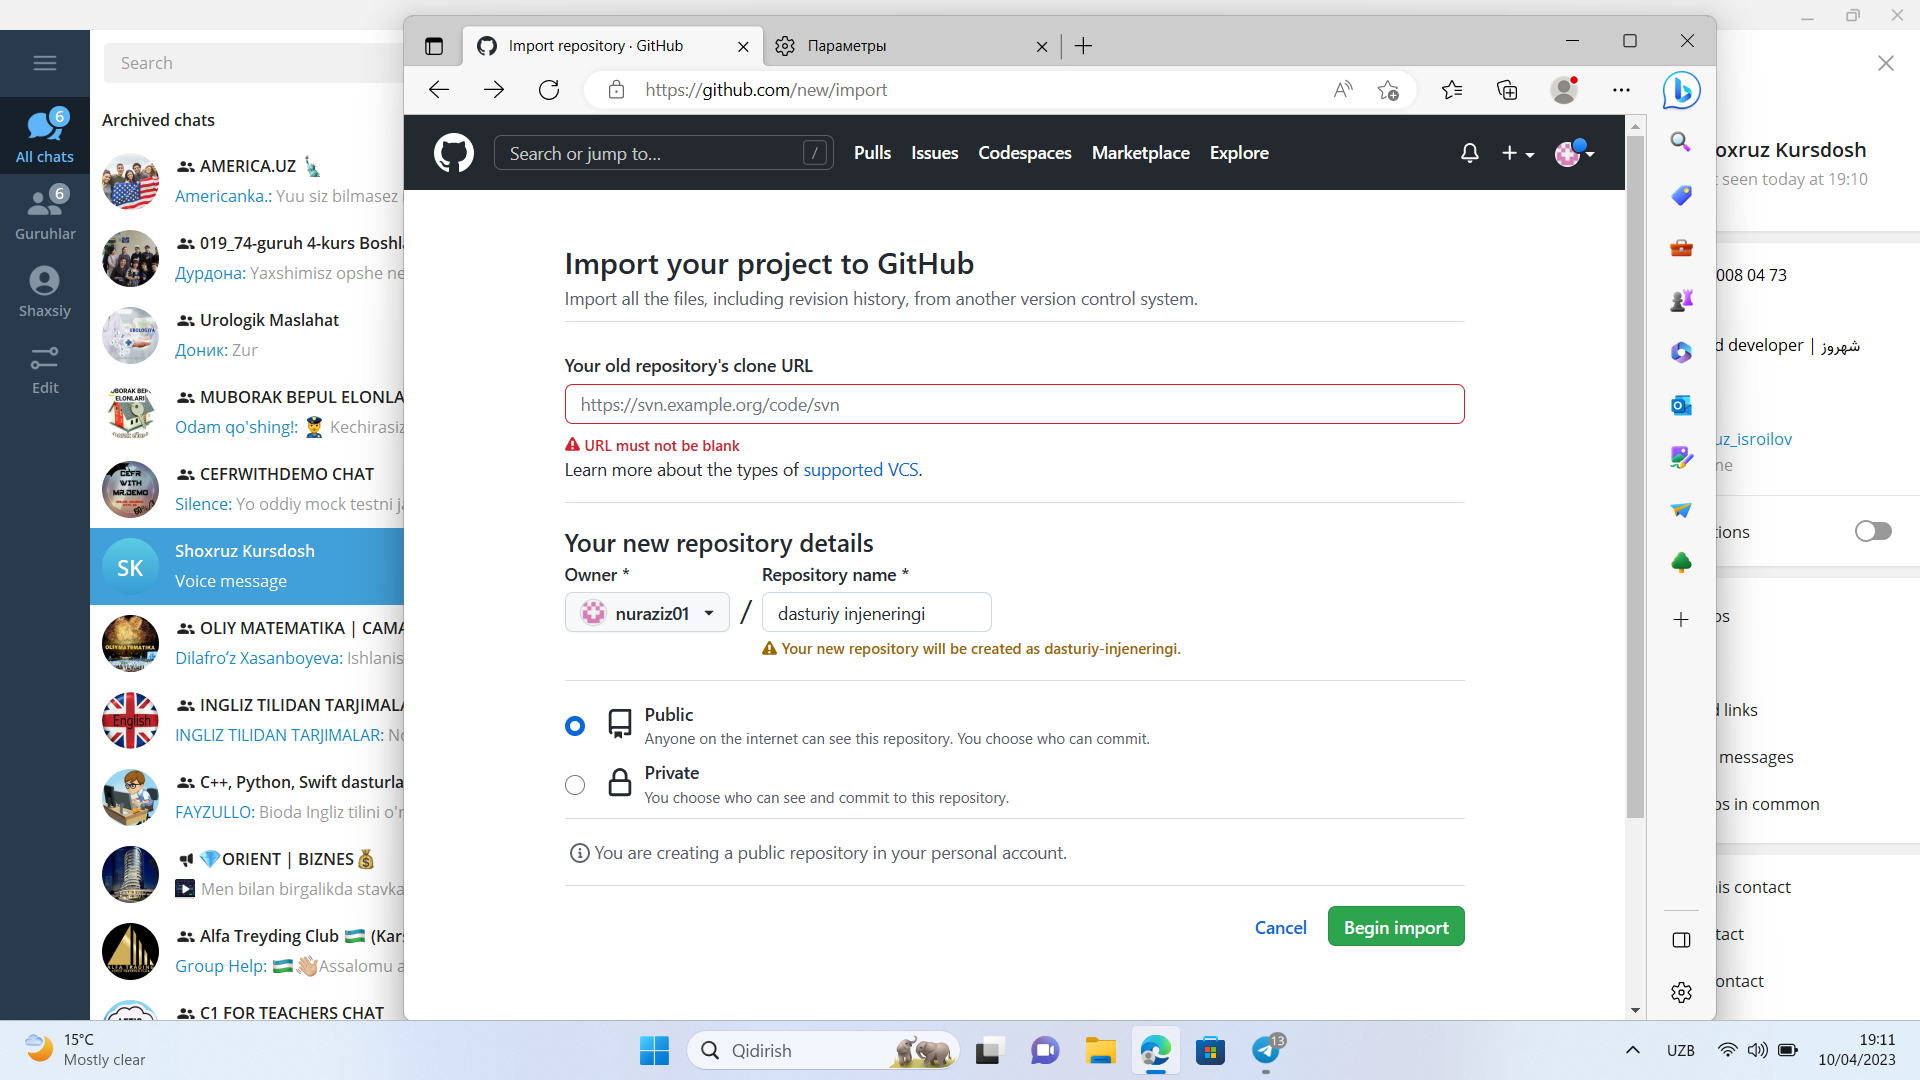 Search
Archived chats
6
All chats
6
Guruhlar
Shaxsiy
Edit
AMERICA.UZ 🗽
Americanka.: Yuu siz bilmasez
019_74-guruh 4-kurs Boshla
Дурдона: Yaxshimisz opshe ne
Urologik Maslahat
Доник: Zur
MUBORAK BEPUL ELONLA
Odam qo'shing!: 👮 Kechirasiz
CEFRWITHDEMO CHAT
Silence: Yo oddiy mock testni ja
SK
Shoxruz Kursdosh
Voice message
OLIY MATEMATIKA | CAMA
Dilafro‘z Xasanboyeva: Ishlanis
INGLIZ TILIDAN TARJIMALA
INGLIZ TILIDAN TARJIMALAR: No
C++, Python, Swift dasturla
FAYZULLO: Bioda Ingliz tilini o'r
💎ORIENT | BIZNES💰
Men bilan birgalikda stavka
Alfa Treyding Club 🇺🇿 (Kars
Group Help: 🇺🇿👋🏼Assalomu a
C1 FOR TEACHERS CHAT
Import repository · GitHub
Параметры
https://github.com/new/import
Search or jump to...
/
Pulls
Issues
Codespaces
Marketplace
Explore
Import your project to GitHub
Import all the files, including revision history, from another version control system.
Your old repository's clone URL
https://svn.example.org/code/svn
URL must not be blank
Learn more about the types of supported VCS.
Your new repository details
Owner *
Repository name *
nuraziz01
/
dasturiy injeneringi
Your new repository will be created as dasturiy-injeneringi.
Public
Anyone on the internet can see this repository. You choose who can commit.
Private
You choose who can see and commit to this repository.
You are creating a public repository in your personal account.
Cancel
Begin import
oxruz Kursdosh
t seen today at 19:10
008 04 73
d developer | شهروز
uz_isroilov
me
tions
os
d links
messages
ps in common
is contact
tact
ontact
15°C
Mostly clear
Qidirish
13
UZB
19:11
10/04/2023